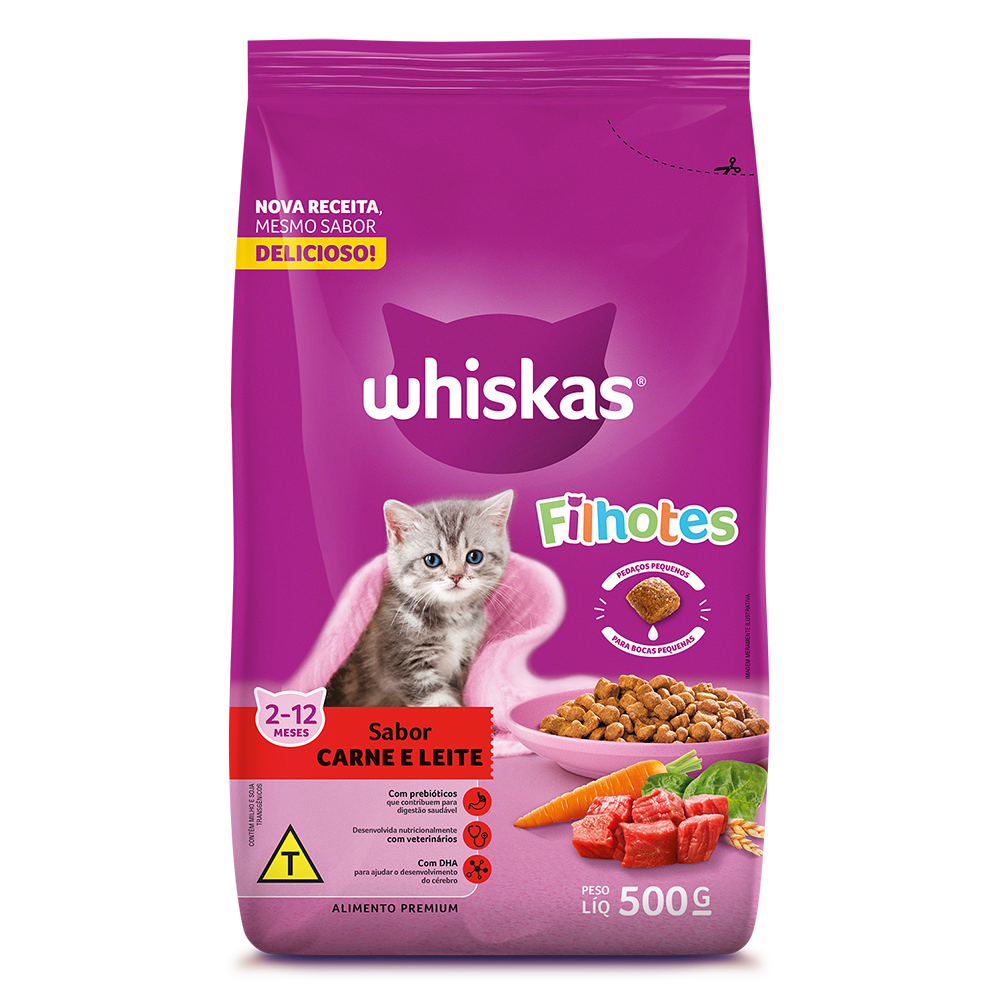 NOVA RECEITA,
MESMO SABOR
DELICIOSO!
whiskas®
Filhotes
PEDAÇOS PEQUENOS
PARA BOCAS PEQUENAS
IMAGEM MERAMENTE ILUSTRATIVA
2-12
MESES
Sabor
CARNE E LEITE
CONTÉM MILHO E SOJA
TRANSGÊNICOS
T
Com prebióticos
que contribuem para
digestão saudável
Desenvolvida nutricionalmente
com veterinários
Com DHA
para ajudar o desenvolvimento
do cérebro
ALIMENTO PREMIUM
PESO
LÍQ 500G